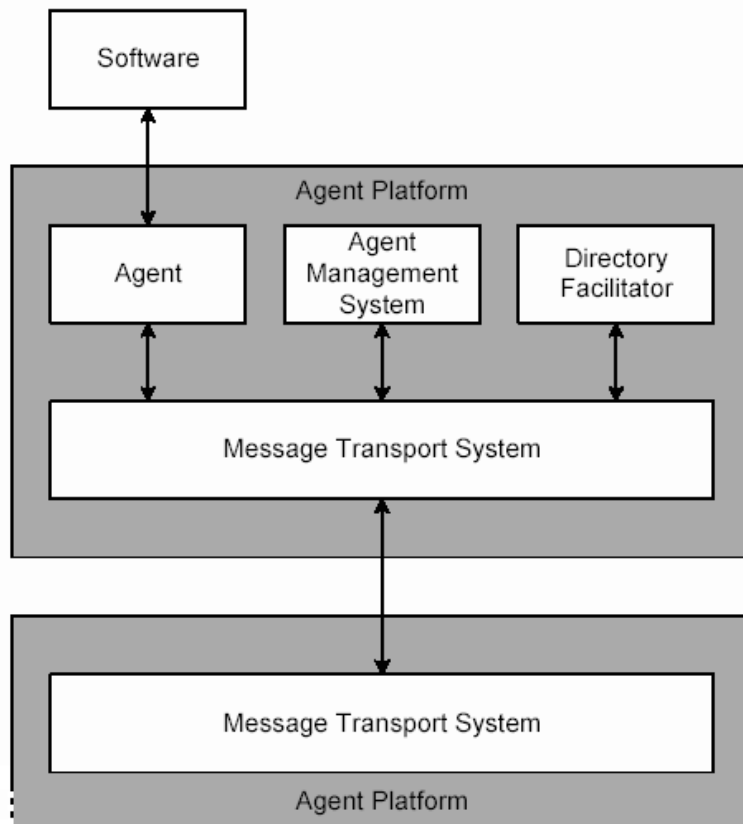 Software
Agent Platform
Agent
Agent
Management
System
Directory
Facilitator
Message Transport System
Message Transport System
Agent Platform